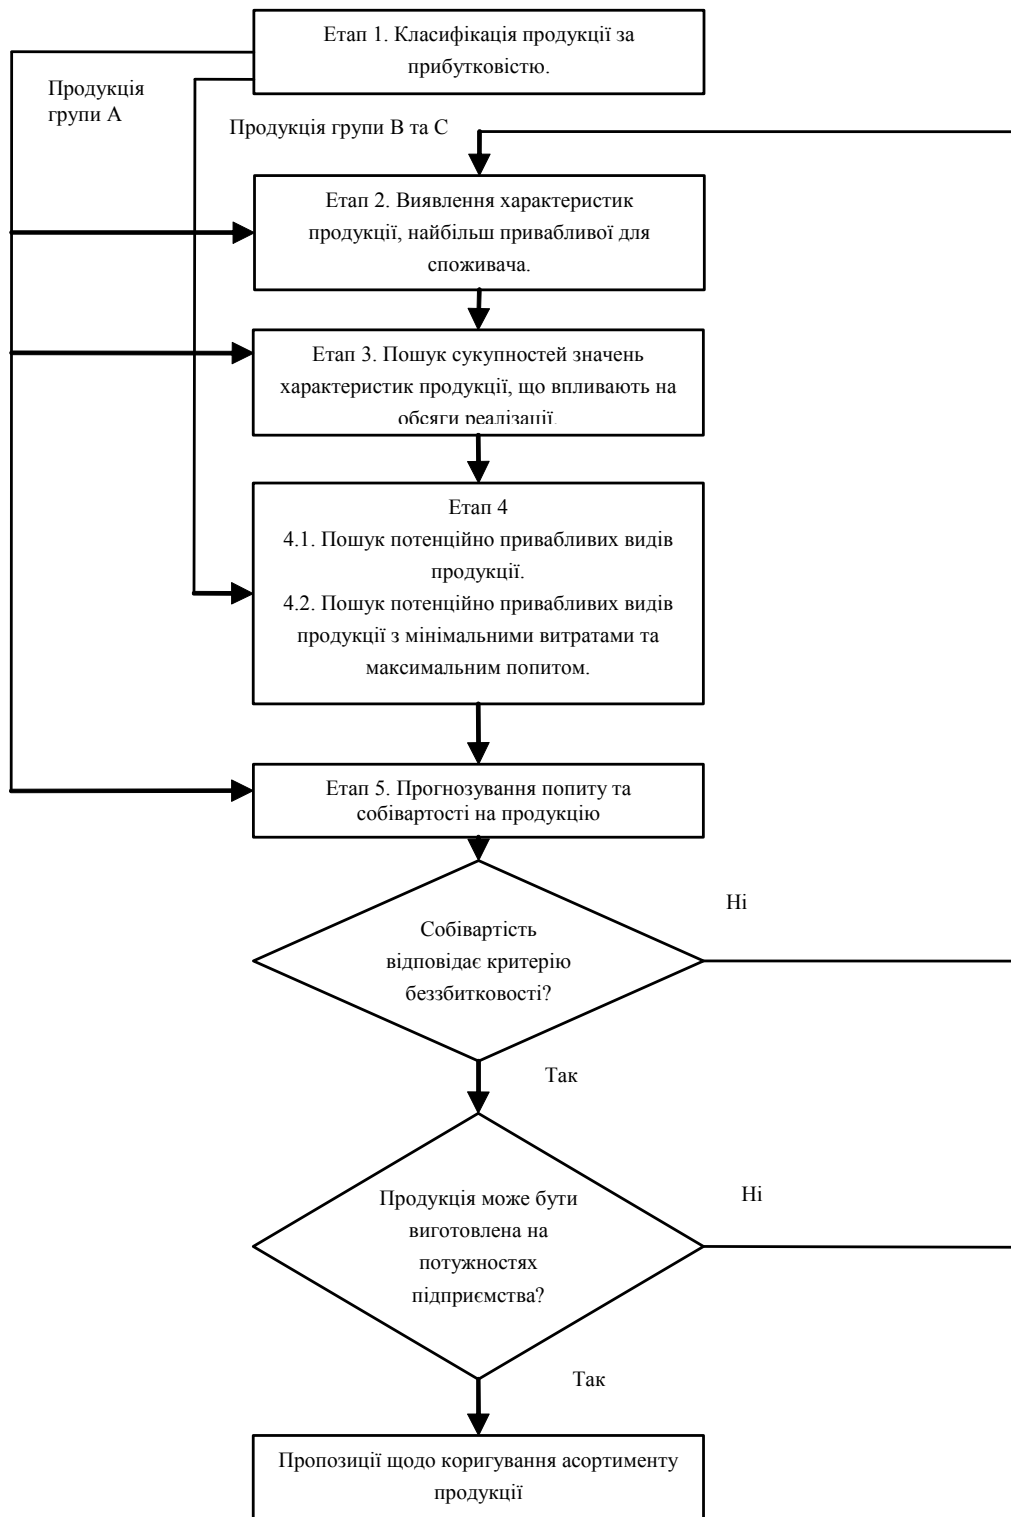 Етап 1. Класифікація продукції за
прибутковістю.
Продукція
групи А
Продукція групи В та С
Етап 2. Виявлення характеристик
продукції, найбільш привабливої для
споживача.
Етап 3. Пошук сукупностей значень
характеристик продукції, що впливають на
обсяги реалізації.
Етап 4
4.1. Пошук потенційно привабливих видів
продукції.
4.2. Пошук потенційно привабливих видів
продукції з мінімальними витратами та
максимальним попитом.
Етап 5. Прогнозування попиту та
собівартості на продукцію
Ні
Собівартість
відповідає критерію
беззбитковості?
Так
Ні
Продукція може бути
виготовлена на
потужностях
підприємства?
Так
Пропозиції щодо коригування асортименту
продукції